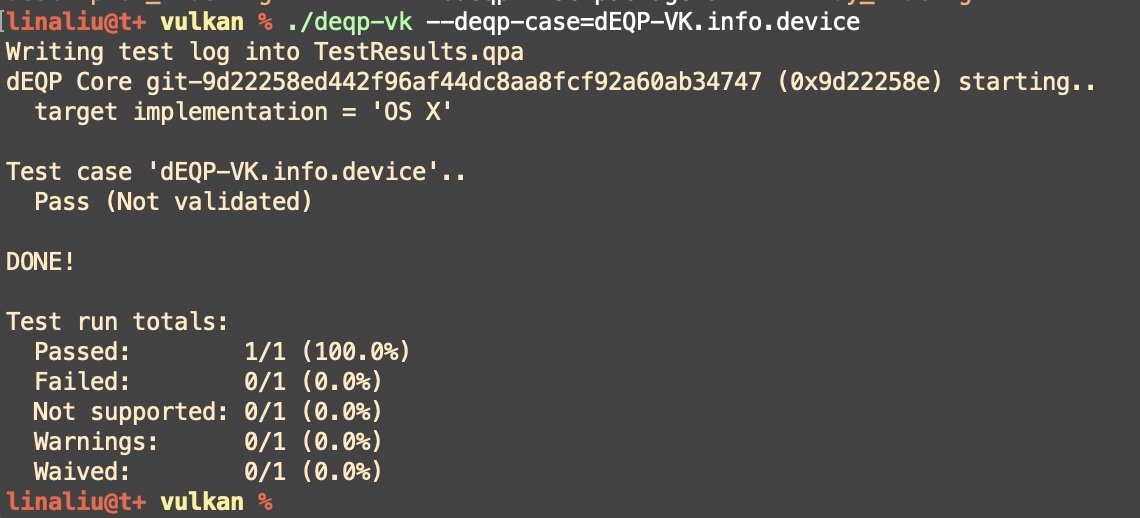 linaliu@t+ vulkan % ./deqp-vk --deqp-case=dEQP-VK.info.device
Writing test log into TestResults.qpa
dEQP Core git-9d22258ed442f96af44dc8aa8fcf92a60ab34747 (0x9d22258e) starting..
  target implementation = 'OS X'

Test case 'dEQP-VK.info.device'..
  Pass (Not validated)

DONE!

Test run totals:
  Passed:        1/1 (100.0%)
  Failed:        0/1 (0.0%)
  Not supported: 0/1 (0.0%)
  Warnings:      0/1 (0.0%)
  Waived:        0/1 (0.0%)
linaliu@t+ vulkan %